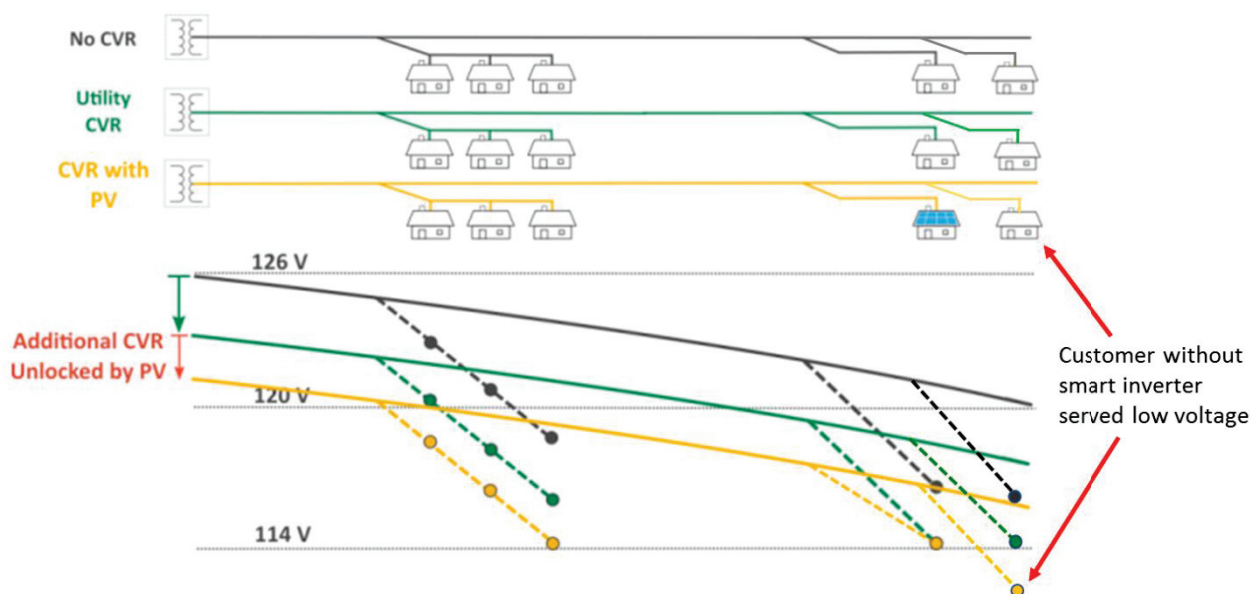 No CVR
Utility
CVR
CVR with
PV
126 V
Additional CVR
Unlocked by PV
120 V
114 V
Customer without
smart inverter
served low voltage